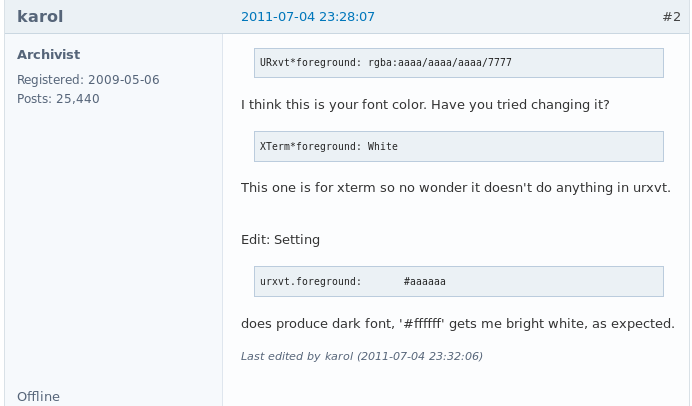 karol
2011-07-04 23:28:07
#2
Archivist
Registered: 2009-05-06
Posts: 25,440
URxvt*foreground: rgba:aaaa/aaaa/aaaa/7777
I think this is your font color. Have you tried changing it?
XTerm*foreground: White
This one is for xterm so no wonder it doesn't do anything in urxvt.
Edit: Setting
urxvt.foreground:       #aaaaaa
does produce dark font, '#ffffff' gets me bright white, as expected.
Last edited by karol (2011-07-04 23:32:06)
Offline